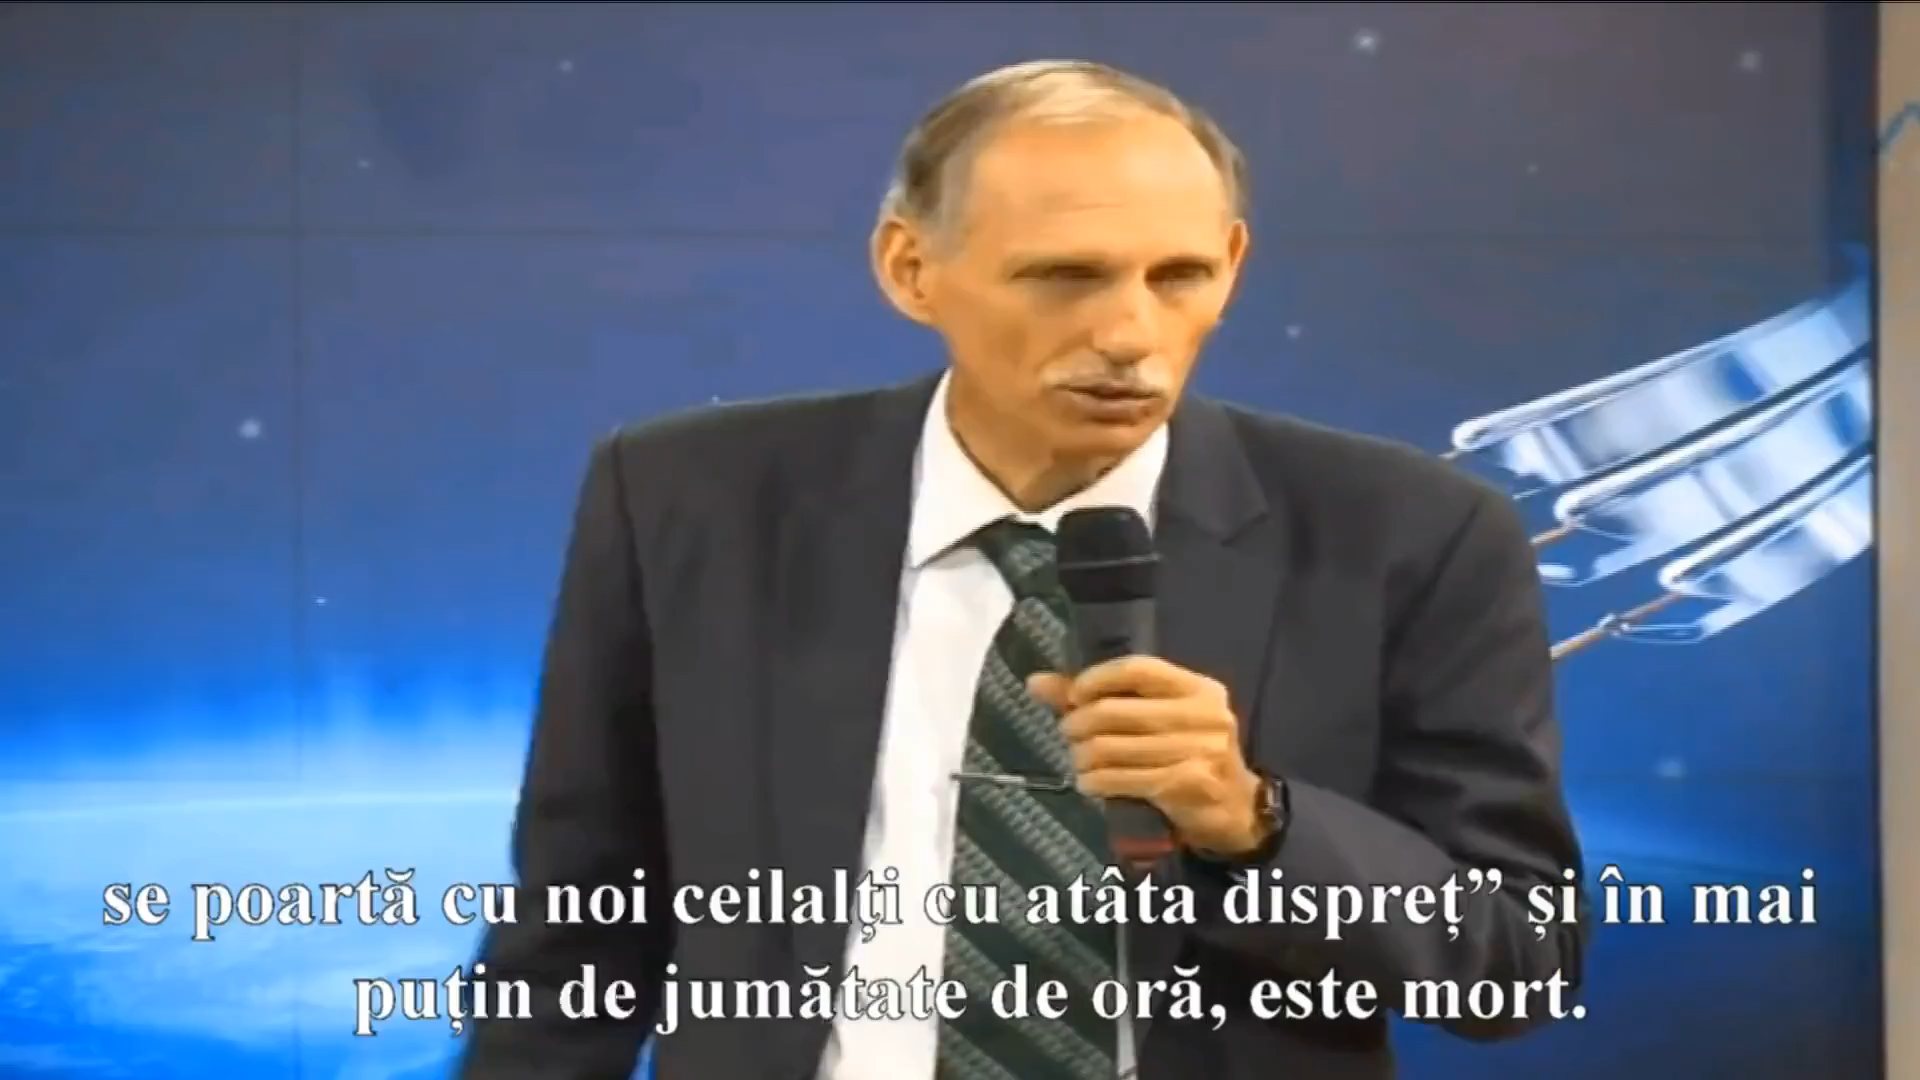 se poartă cu noi ceilalți cu atâta dispreț” și în mai
puțin de jumătate de oră, este mort.